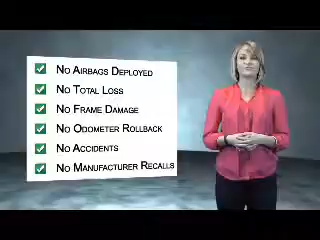 No Airbags Deployed
No Total Loss
No Frame Damage
No Odometer Rollback
No Accidents
No Manufacturer Recalls